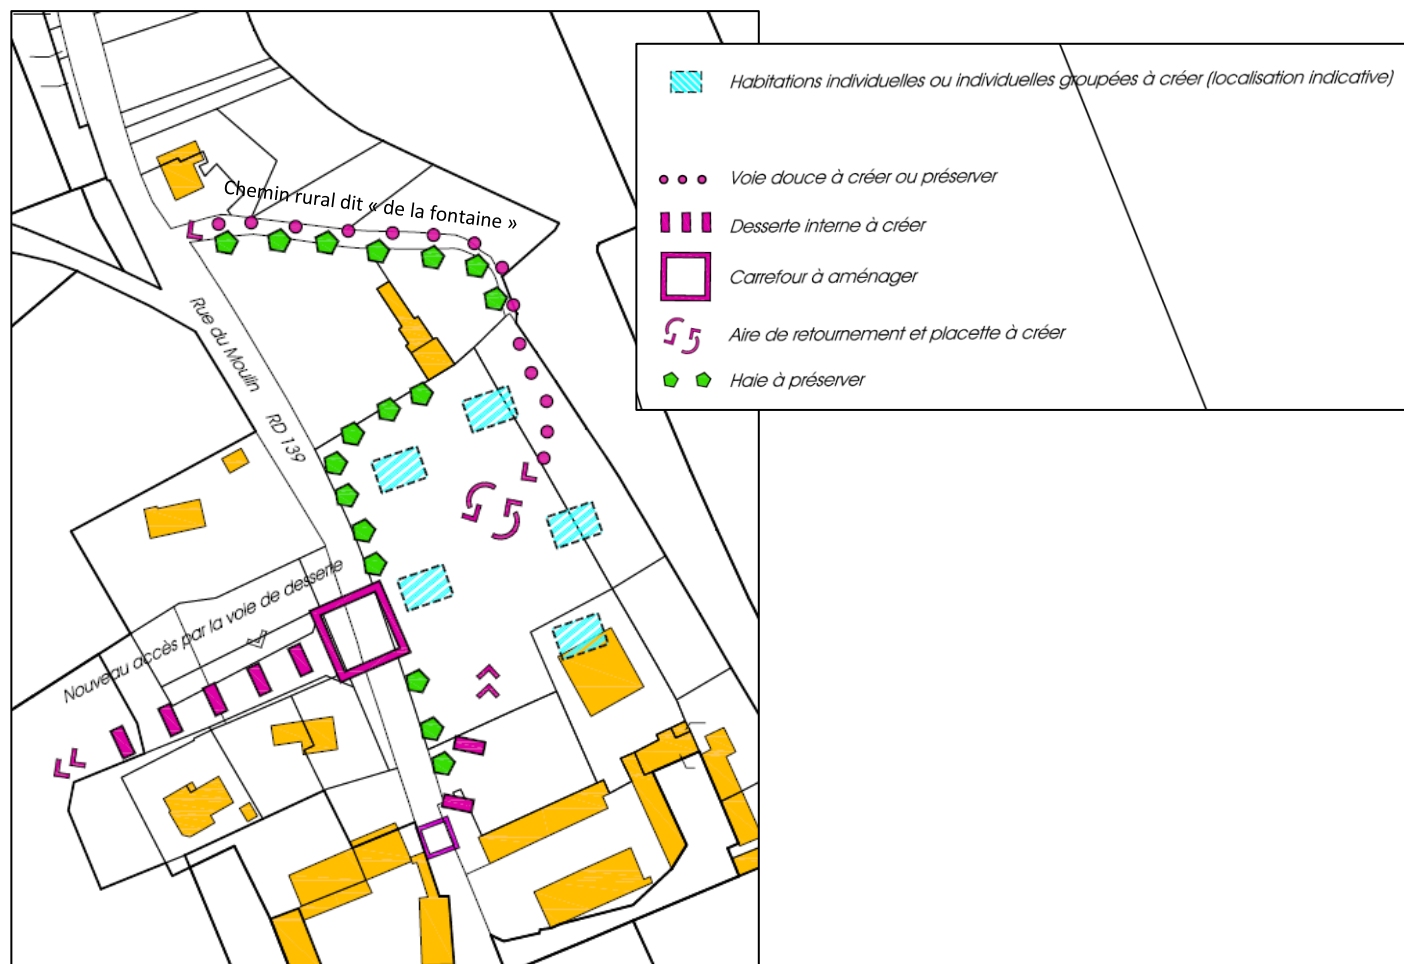 Habitations individuelles ou individuelles groupées à créer (localisation indicative)
Voie douce à créer ou préserver
Desserte interne à créer
Carrefour à aménager
Aire de retournement et placette à créer
Haie à préserver
Chemin rural dit « de la fontaine »
Rue du Moulin
RD 139
Nouveau accès par la voie de desserte